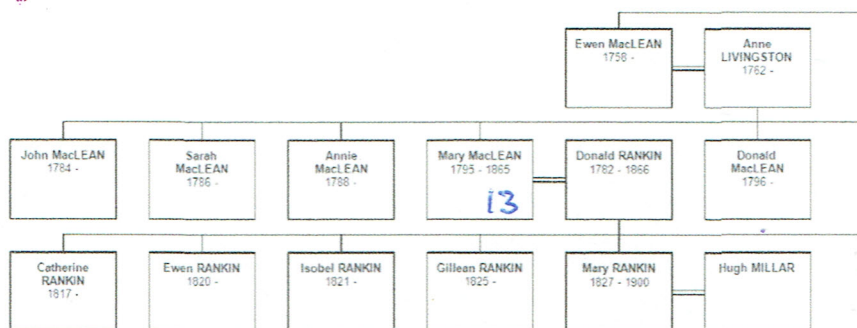 Ewen MacLEAN
1758 -
Anne
LIVINGSTON
1762 -
John MacLEAN
1784 -
Sarah
MacLEAN
1786 -
Annie
MacLEAN
1788 -
Mary MacLEAN
1795 - 1865
13
Donald RANKIN
1782 - 1866
Donald
MacLEAN
1796 -
Catherine
RANKIN
1817 -
Ewen RANKIN
1820 -
Isobel RANKIN
1821 -
Gillean RANKIN
1825 -
Mary RANKIN
1827 - 1900
Hugh MILLAR